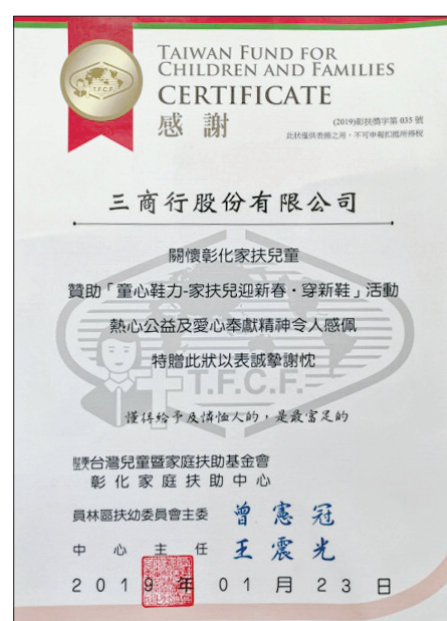 TAIWAN FUND FOR
CHILDREN AND FAMILIES
CERTIFICATE
感謝
T.F.C.F.
(2019)彰扶獎字第 035 號
此狀僅供表揚之用，不可申報扣抵所得稅
三商行股份有限公司
關懷彰化家扶兒童
贊助「童心鞋力-家扶兒迎新春・穿新鞋」活動
熱心公益及愛心奉獻精神令人感佩
特贈此狀以表誠摯謝忱
T.F.C.F.
懂得給予及憐恤人的，是最富足的
台灣兒童暨家庭扶助基金會
彰化家庭扶助中心
員林區扶幼委員會主委 曾憲冠
中心主任 王震光
2019年01月23日